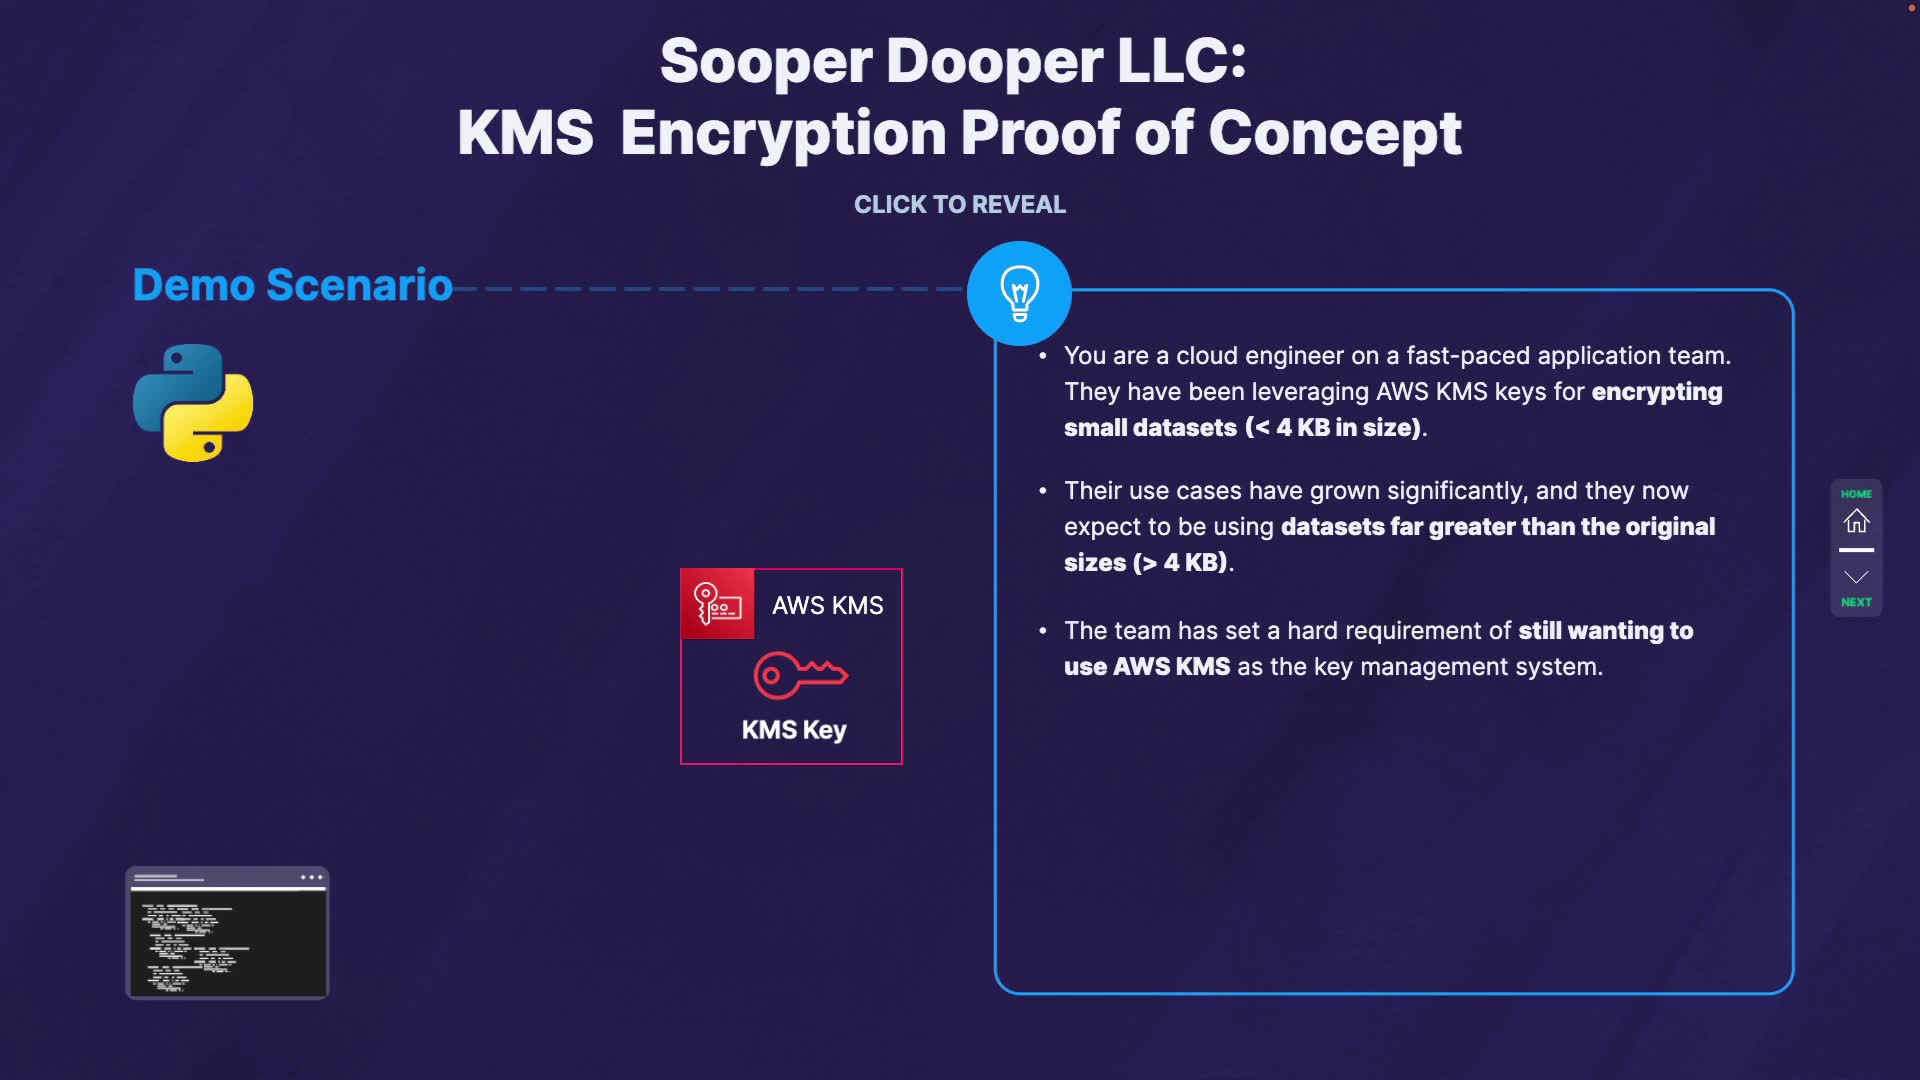 Sooper Dooper LLC:
KMS Encryption Proof of Concept
CLICK TO REVEAL
Demo Scenario
• You are a cloud engineer on a fast-paced application team.
They have been leveraging AWS KMS keys for encrypting
small datasets (< 4 KB in size).
• Their use cases have grown significantly, and they now
expect to be using datasets far greater than the original
sizes (> 4 KB).
• The team has set a hard requirement of still wanting to
use AWS KMS as the key management system.
AWS KMS
KMS Key
HOME
NEXT